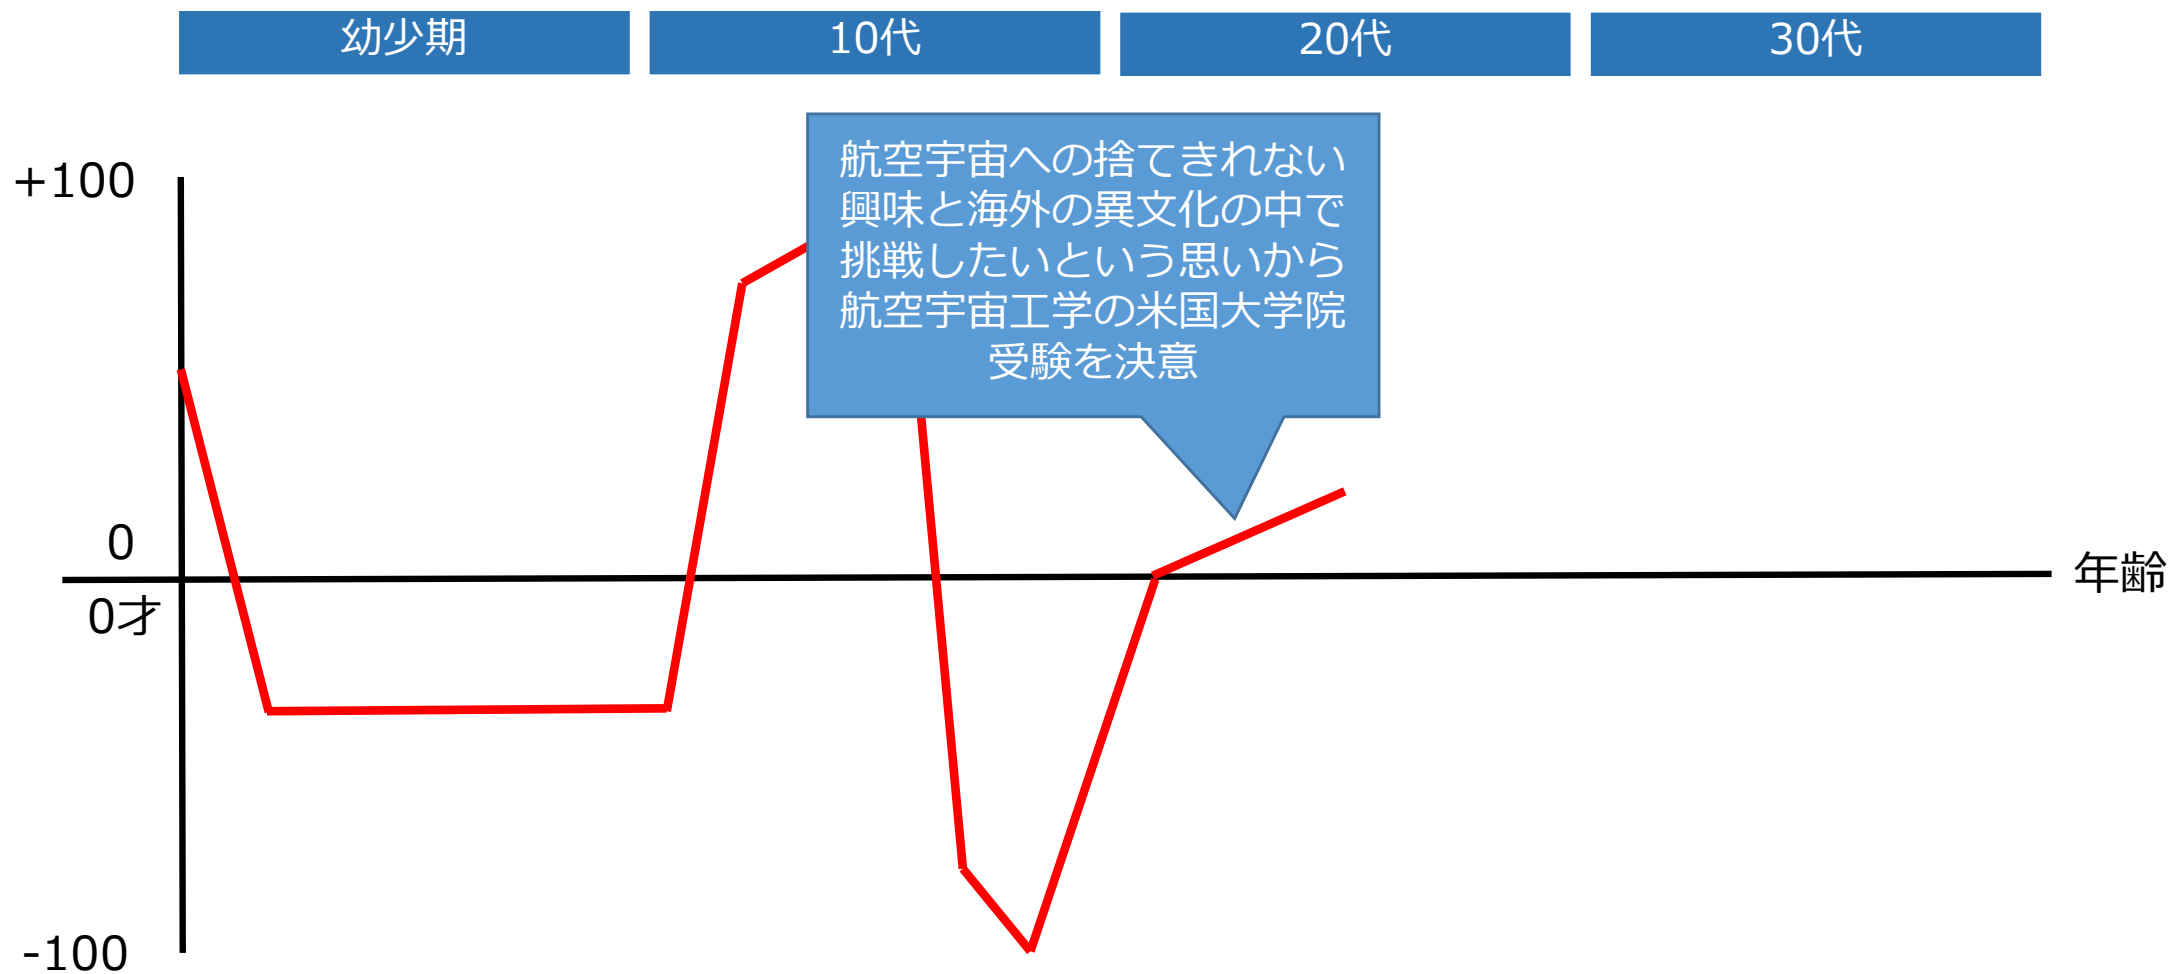 幼少期
10代
20代
30代
航空宇宙への捨てきれない
興味と海外の異文化の中で
挑戦したいという思いから
航空宇宙工学の米国大学院
受験を決意
+100
0
0才
年齢
-100